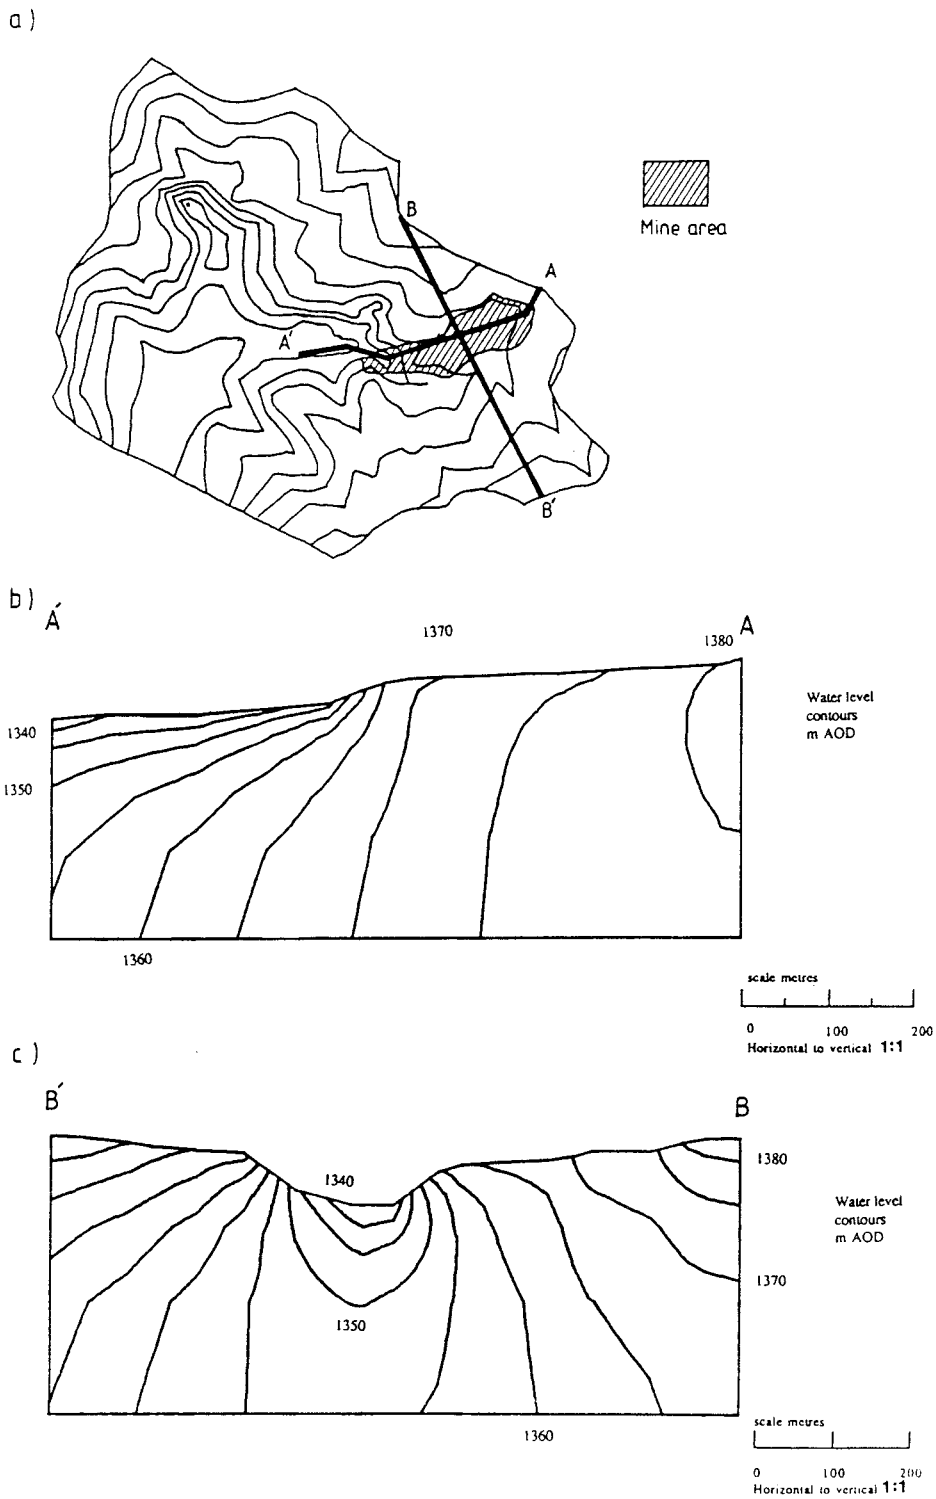 a)
B
A
Mine area
A'
B'
b)
A'
1370
1380
A
Water level
contours
m AOD
1340
1350
1360
scale metres
0 100 200
Horizontal to vertical 1:1
c)
B'
B
1340
1380
Water level
contours
m AOD
1370
1350
1360
scale metres
0 100 200
Horizontal to vertical 1:1